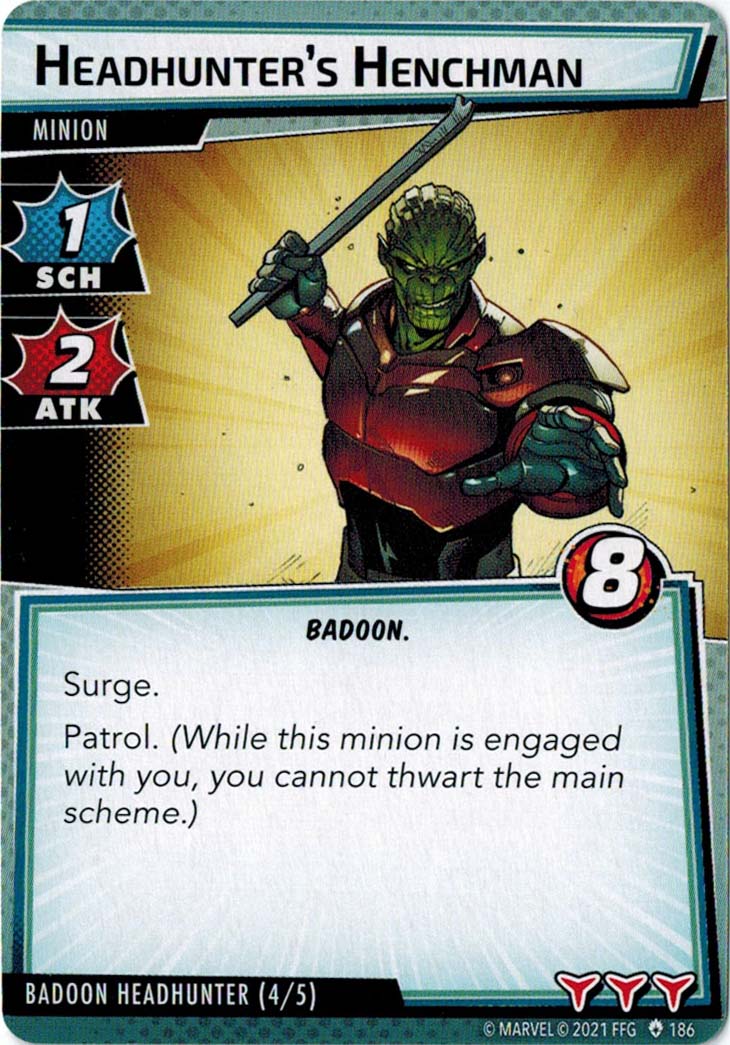 HEADHUNTER'S HENCHMAN
MINION
1
SCH
2
ATK
8
BADOON.
Surge.
Patrol. (While this minion is engaged
with you, you cannot thwart the main
scheme.)
BADOON HEADHUNTER (4/5)
© MARVEL © 2021 FFG 186